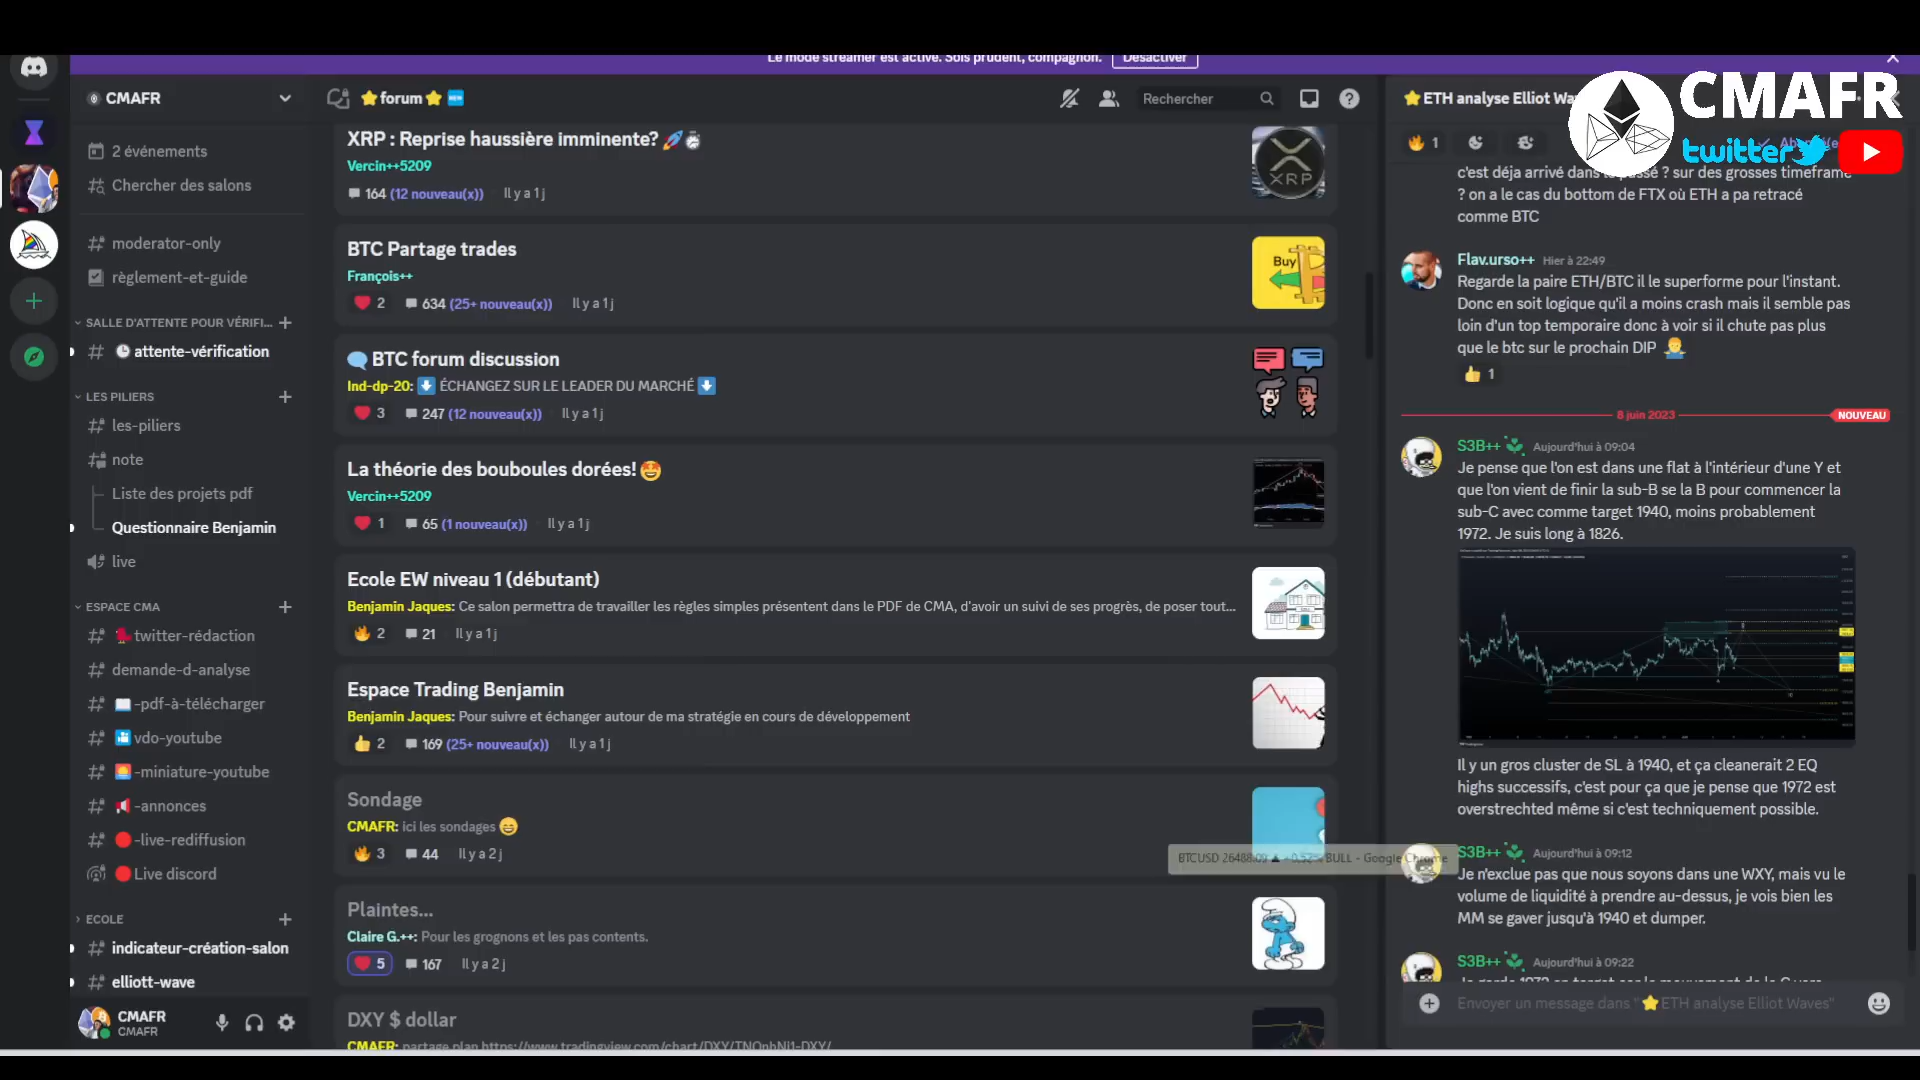 Le mode streamer est activé. Sois prudent, compagnon.
Désactiver
CMAFR
2 événements
Chercher des salons
moderator-only
règlement-et-guide
SALLE D'ATTENTE POUR VÉRIFI...
attente-vérification
LES PILIERS
les-piliers
note
Liste des projets pdf
Questionnaire Benjamin
live
ESPACE CMA
twitter-rédaction
demande-d-analyse
-pdf-à-télécharger
vdo-youtube
-miniature-youtube
-annonces
-live-rediffusion
Live discord
ECOLE
indicateur-création-salon
elliott-wave
CMAFR
CMAFR
forum
Rechercher
XRP : Reprise haussière imminente?
Vercin++5209
164 (12 nouveau(x)) Il y a 1 j
XRP
BTC Partage trades
François++
2 634 (25+ nouveau(x)) Il y a 1 j
Buy
BTC forum discussion
Ind-dp-20: ÉCHANGEZ SUR LE LEADER DU MARCHÉ
3 247 (12 nouveau(x)) Il y a 1 j
La théorie des bouboules dorées!
Vercin++5209
1 65 (1 nouveau(x)) Il y a 1 j
Ecole EW niveau 1 (débutant)
Benjamin Jaques: Ce salon permettra de travailler les règles simples présentent dans le PDF de CMA, d'avoir un suivi de ses progrès, de poser tout...
2 21 Il y a 1 j
Espace Trading Benjamin
Benjamin Jaques: Pour suivre et échanger autour de ma stratégie en cours de développement
2 169 (25+ nouveau(x)) Il y a 1 j
Sondage
CMAFR: ici les sondages
3 44 Il y a 2 j
BTCUSD 26488.09 ▲ +0.52% BULL - Google Chrome
Plaintes...
Claire G.++: Pour les grognons et les pas contents.
5 167 Il y a 2 j
DXY $ dollar
CMAFR: partage plan https://www.tradingview.com/chart/DXY/
ETH analyse Elliot Wa
CMAFR
twitter
1
c'est déja arrivé dans le passé ? sur des grosses timeframe
? on a le cas du bottom de FTX où ETH a pa retracé
comme BTC
Flav.urso++ Hier à 22:49
Regarde la paire ETH/BTC il le superforme pour l'instant.
Donc en soit logique qu'il a moins crash mais il semble pas
loin d'un top temporaire donc à voir si il chute pas plus
que le btc sur le prochain DIP
1
8 juin 2023 NOUVEAU
S3B++ Aujourd'hui à 09:04
Je pense que l'on est dans une flat à l'intérieur d'une Y et
que l'on vient de finir la sub-B se la B pour commencer la
sub-C avec comme target 1940, moins probablement
1972. Je suis long à 1826.
Il y un gros cluster de SL à 1940, et ça cleanerait 2 EQ
highs successifs, c'est pour ça que je pense que 1972 est
overstrechted même si c'est techniquement possible.
S3B++ Aujourd'hui à 09:12
Je n'exclue pas que nous soyons dans une WXY, mais vu le
volume de liquidité à prendre au-dessus, je vois bien les
MM se gaver jusqu'à 1940 et dumper.
S3B++ Aujourd'hui à 09:22
Envoyer un message dans "ETH analyse Elliot Waves"